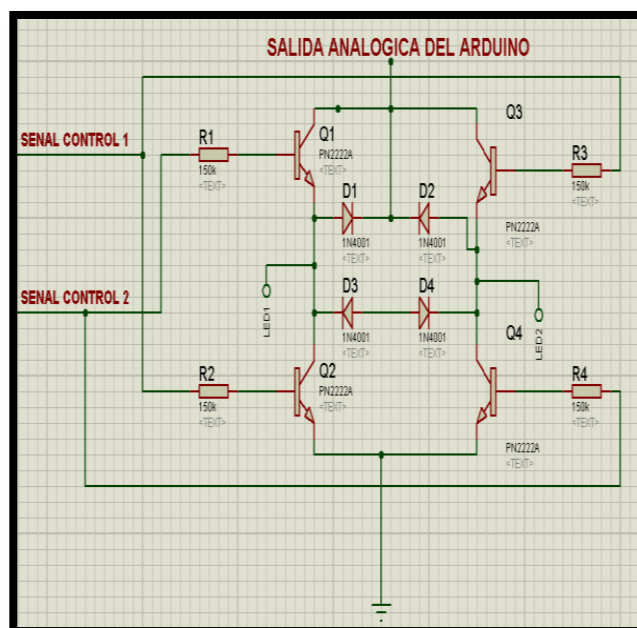 SALIDA ANALOGICA DEL ARDUINO
Q3
SENAL CONTROL 1
R1
150k
<TEXT>
Q1
PN2222A
<TEXT>
R3
150k
<TEXT>
D1
1N4001
<TEXT>
D2
1N4001
<TEXT>
PN2222A
<TEXT>
LED1
SENAL CONTROL 2
D3
1N4001
<TEXT>
D4
1N4001
<TEXT>
LED2
Q4
R2
150k
<TEXT>
Q2
PN2222A
<TEXT>
R4
150k
<TEXT>
PN2222A
<TEXT>